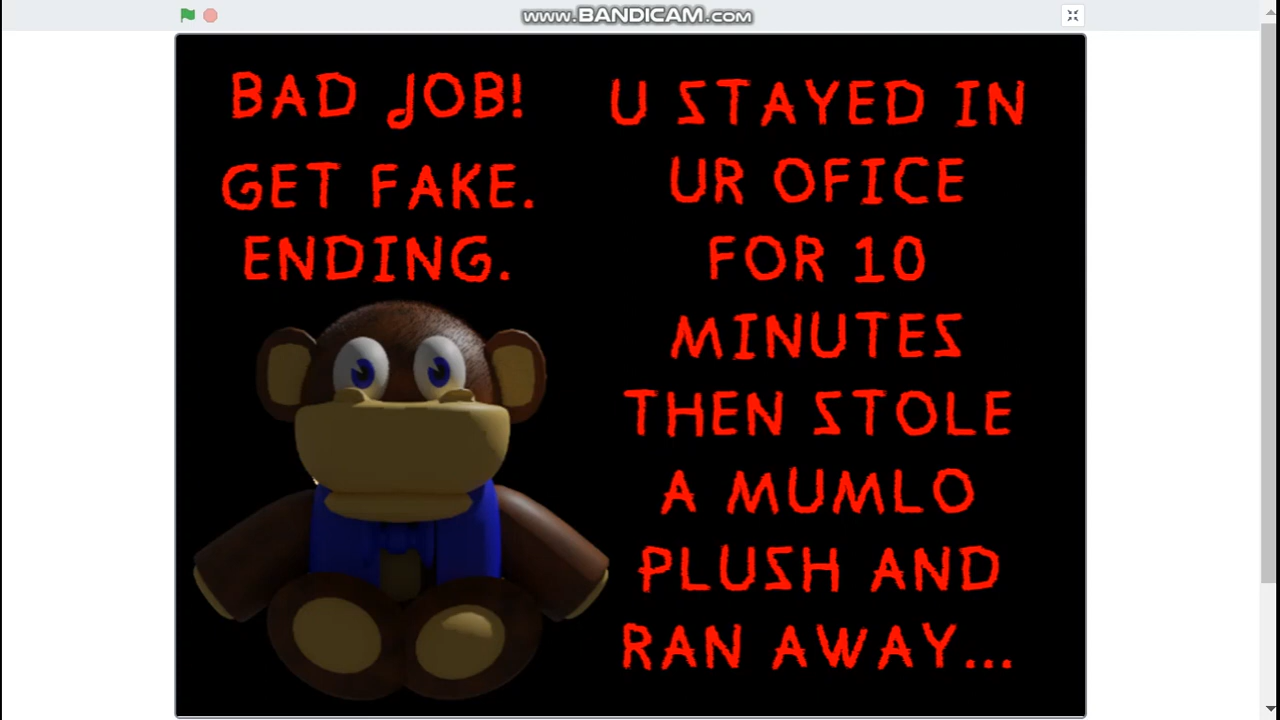 www.BANDICAM.com
BAD JOB!
GET FAKE.
ENDING.
U STAYED IN
UR OFICE
FOR 10
MINUTES
THEN STOLE
A MUMLO
PLUSH AND
RAN AWAY...